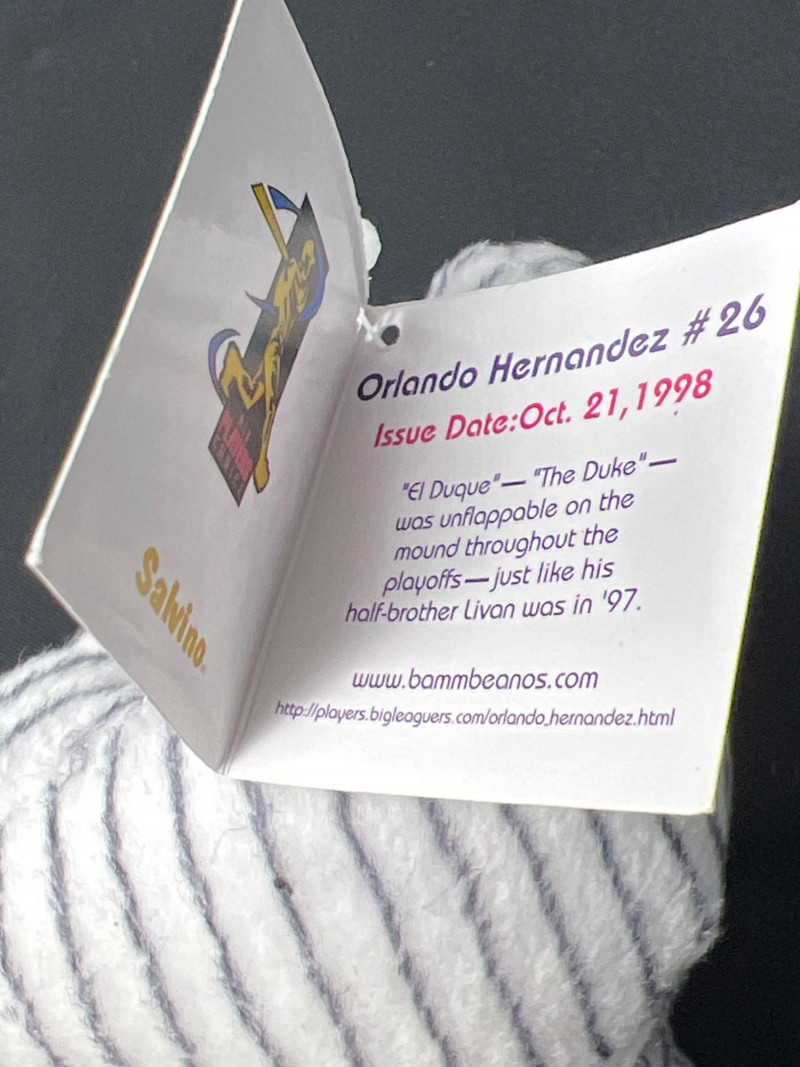 Salvino
Orlando Hernandez # 26
Issue Date:Oct. 21,1998
"El Duque"— "The Duke"—
was unflappable on the
mound throughout the
playoffs—just like his
half-brother Livan was in '97.
www.bammbeanos.com
http://players.bigleaguers.com/orlando_hernandez.html